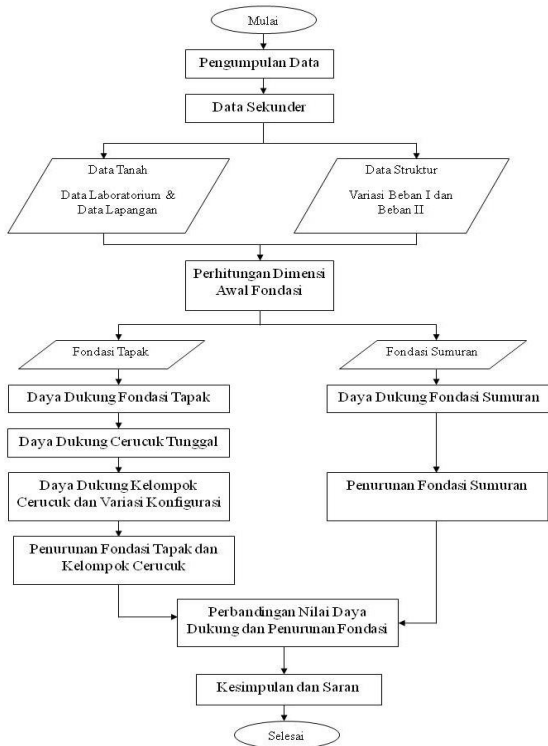 Mulai
Pengumpulan Data
Data Sekunder
Data Tanah
Data Laboratorium &
Data Lapangan
Data Struktur
Variasi Beban I dan
Beban II
Perhitungan Dimensi
Awal Fondasi
Fondasi Tapak
Fondasi Sumuran
Daya Dukung Fondasi Tapak
Daya Dukung Fondasi Sumuran
Daya Dukung Cerucuk Tunggal
Daya Dukung Kelompok
Cerucuk dan Variasi Konfigurasi
Penurunan Fondasi Sumuran
Penurunan Fondasi Tapak dan
Kelompok Cerucuk
Perbandingan Nilai Daya
Dukung dan Penurunan Fondasi
Kesimpulan dan Saran
Selesai